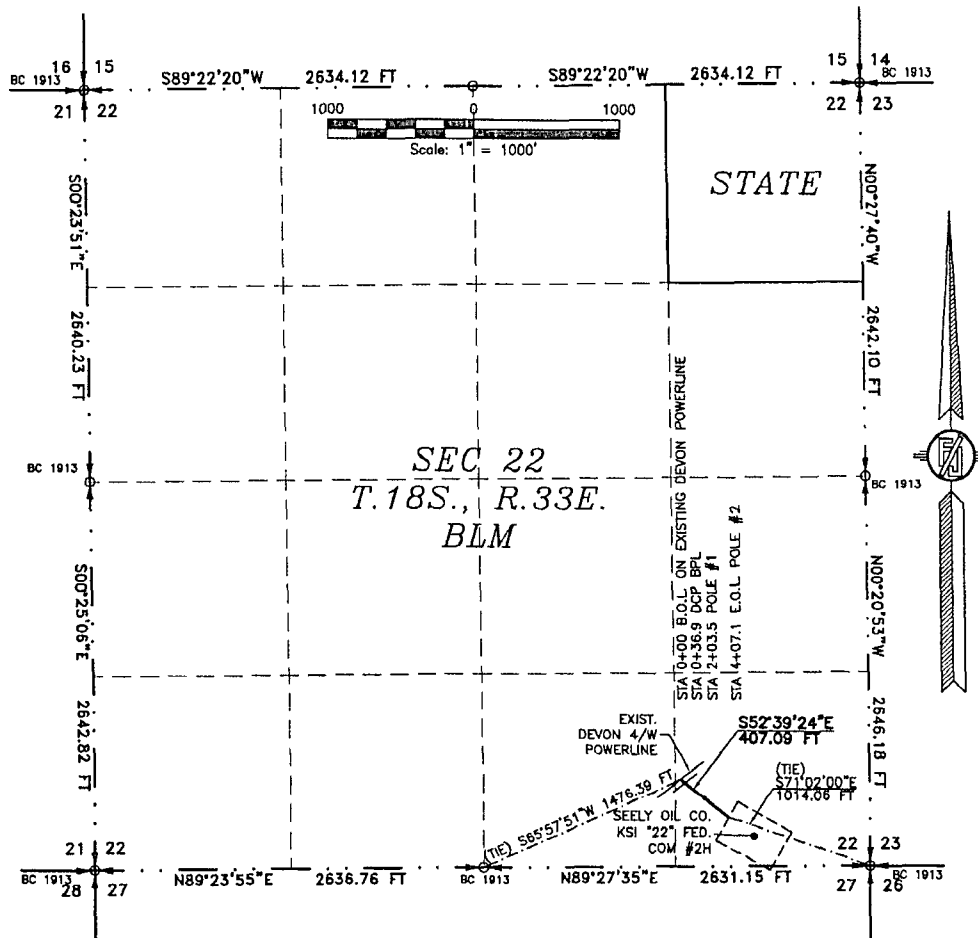 16 15
BC 1913
21 22
S89°22'20"W 2634.12 FT
S89°22'20"W 2634.12 FT
15 14
BC 1913
22 23
1000 0 1000
Scale: 1" = 1000'
STATE
S00°23'51"E 2640.23 FT
N00°27'40"W 2642.10 FT
BC 1913
SEC 22
T.18S., R.33E.
BLM
BC 1913
STA 0+00 B.O.L. ON EXISTING DEVON POWERLINE
STA 0+36.9 DCP BPL
STA 2+03.5 POLE #1
STA 4+07.1 E.O.L. POLE #2
S00°25'06"E 2642.82 FT
N00°20'53"W 2646.18 FT
EXIST.
DEVON 4/W
POWERLINE
S52°39'24"E
407.09 FT
(TIE)
S71°02'00"E
1014.06 FT
(TIE) S65°57'51"W 1476.39 FT
SEELY OIL CO.
KSI "22" FED.
COM #2H
21 22
BC 1913
28 27
N89°23'55"E 2636.76 FT
BC 1913
N89°27'35"E 2631.15 FT
22 23
BC 1913
27 26